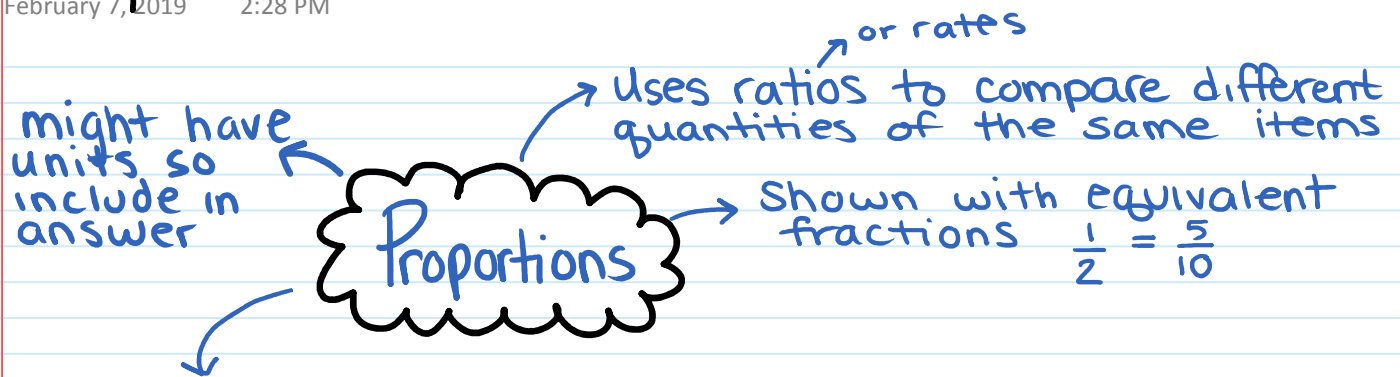 February 7, 2019 2:28 PM
or rates
Uses ratios to compare different
quantities of the same items
might have
units so
include in
answer
Proportions
Shown with equivalent
fractions 1/2 = 5/10